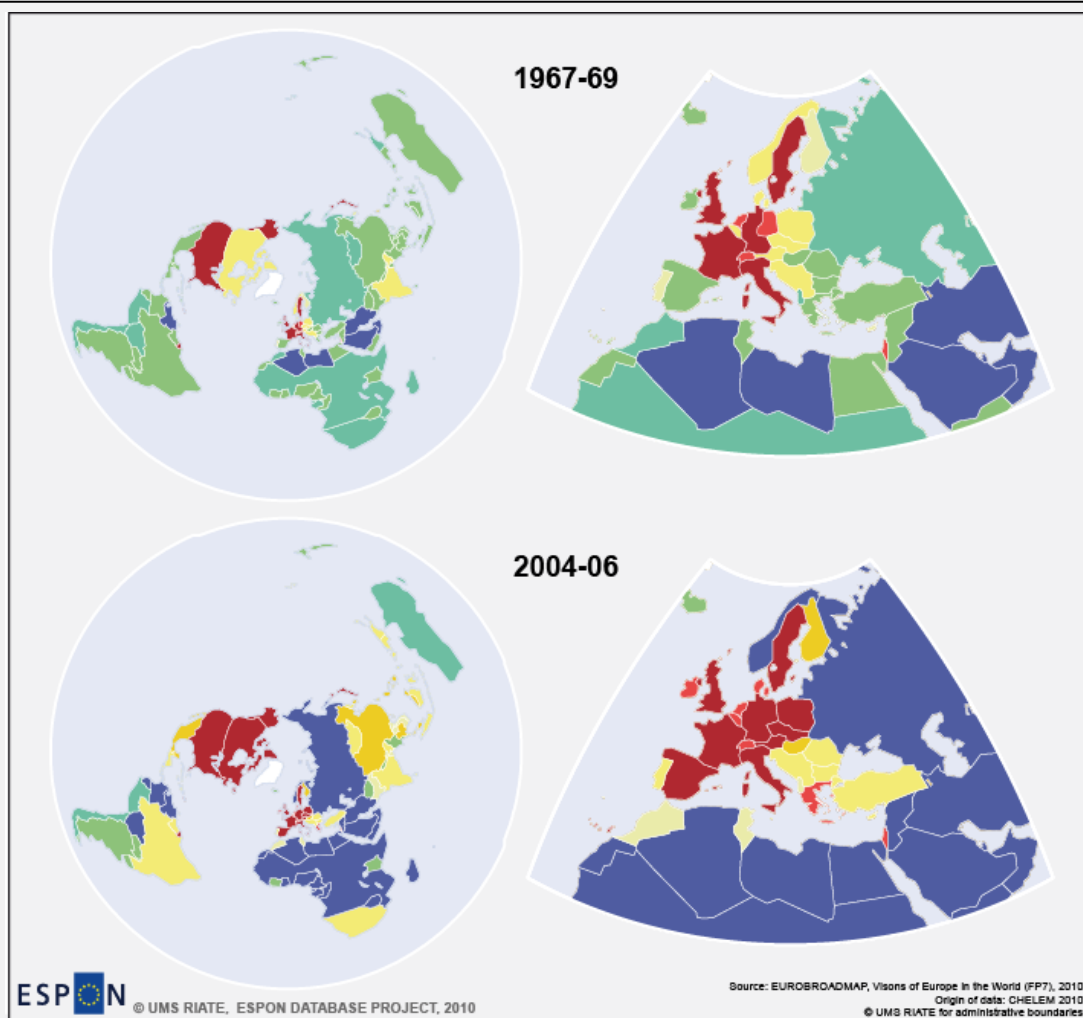 1967-69
2004-06
ESPON
© UMS RIATE, ESPON DATABASE PROJECT, 2010
Source: EUROBROADMAP, Visons of Europe in the World (FP7), 2010
Origin of data: CHELEM 2010
© UMS RIATE for administrative boundaries